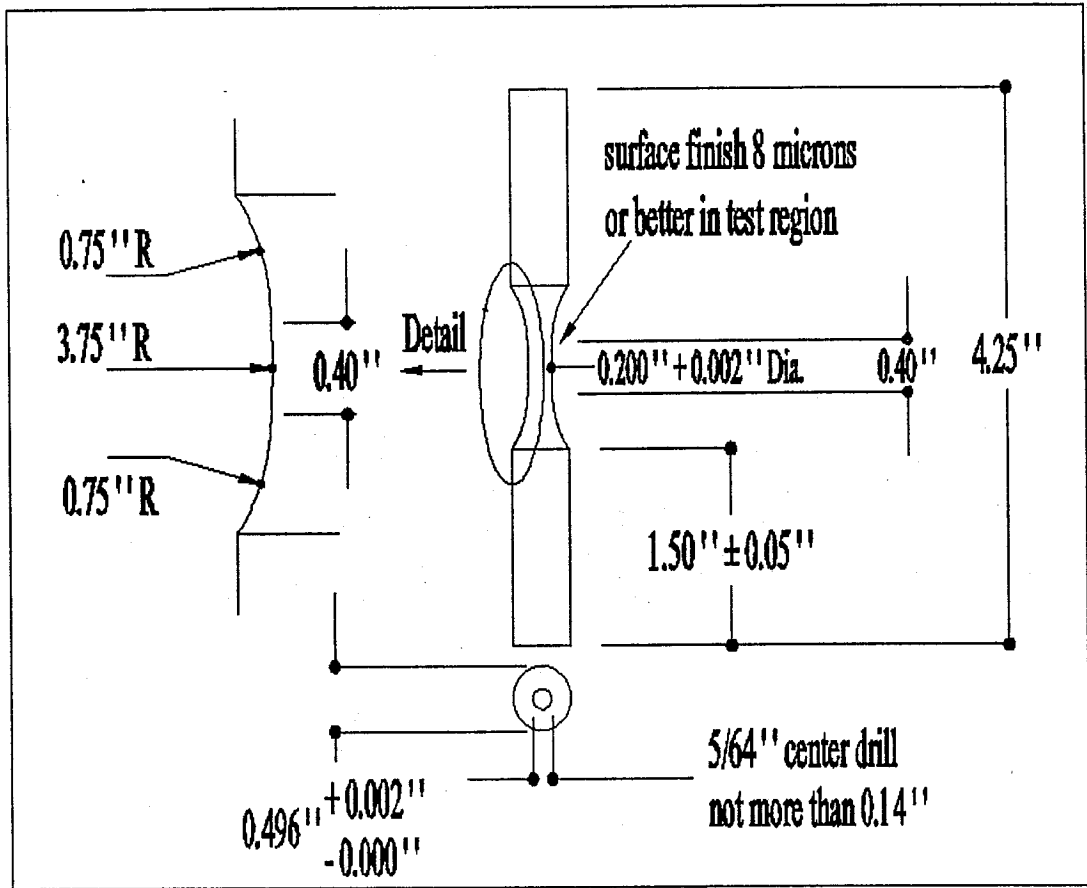 surface finish 8 microns
or better in test region
0.75'' R
3.75'' R
0.75'' R
0.40''
Detail
0.200'' + 0.002'' Dia.
0.40''
4.25''
1.50'' ±0.05''
0.496'' +0.002''
-0.000''
5/64'' center drill
not more than 0.14''